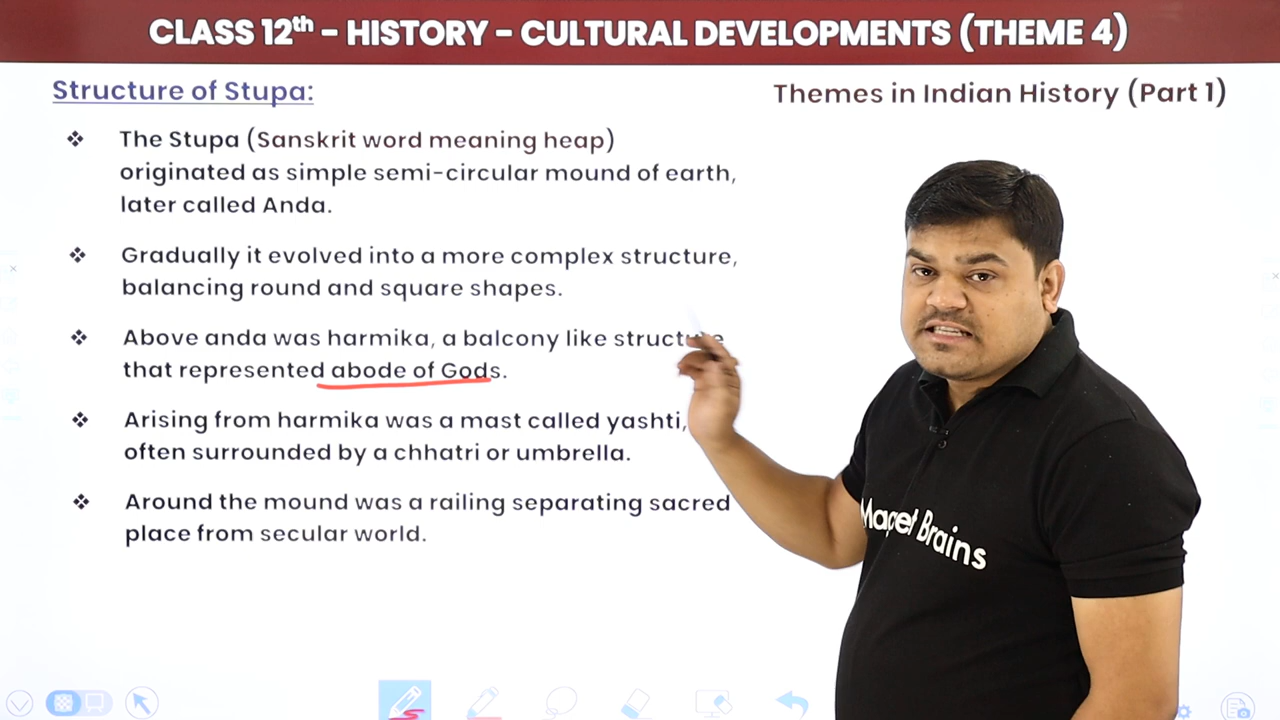 CLASS 12th – HISTORY – CULTURAL DEVELOPMENTS (THEME 4)
Structure of Stupa:
Themes in Indian History (Part 1)
❖ The Stupa (Sanskrit word meaning heap)
originated as simple semi-circular mound of earth,
later called Anda.
❖ Gradually it evolved into a more complex structure,
balancing round and square shapes.
❖ Above anda was harmika, a balcony like structure
that represented abode of Gods.
❖ Arising from harmika was a mast called yashti,
often surrounded by a chhatri or umbrella.
❖ Around the mound was a railing separating sacred
place from secular world.
Magnet Brains